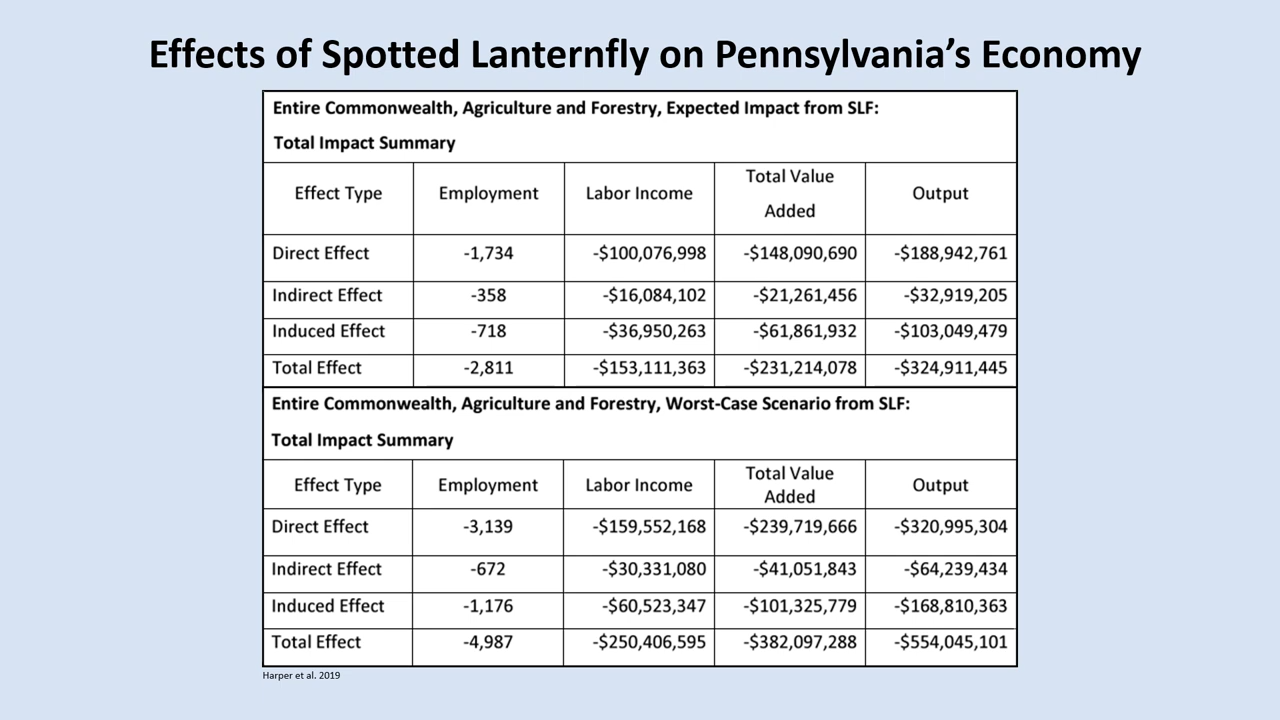 Effects of Spotted Lanternfly on Pennsylvania’s Economy
Entire Commonwealth, Agriculture and Forestry, Expected Impact from SLF:
Total Impact Summary
Effect Type Employment Labor Income Total Value Added Output
Direct Effect -1,734 -$100,076,998 -$148,090,690 -$188,942,761
Indirect Effect -358 -$16,084,102 -$21,261,456 -$32,919,205
Induced Effect -718 -$36,950,263 -$61,861,932 -$103,049,479
Total Effect -2,811 -$153,111,363 -$231,214,078 -$324,911,445
Entire Commonwealth, Agriculture and Forestry, Worst-Case Scenario from SLF:
Total Impact Summary
Effect Type Employment Labor Income Total Value Added Output
Direct Effect -3,139 -$159,552,168 -$239,719,666 -$320,995,304
Indirect Effect -672 -$30,331,080 -$41,051,843 -$64,239,434
Induced Effect -1,176 -$60,523,347 -$101,325,779 -$168,810,363
Total Effect -4,987 -$250,406,595 -$382,097,288 -$554,045,101
Harper et al. 2019